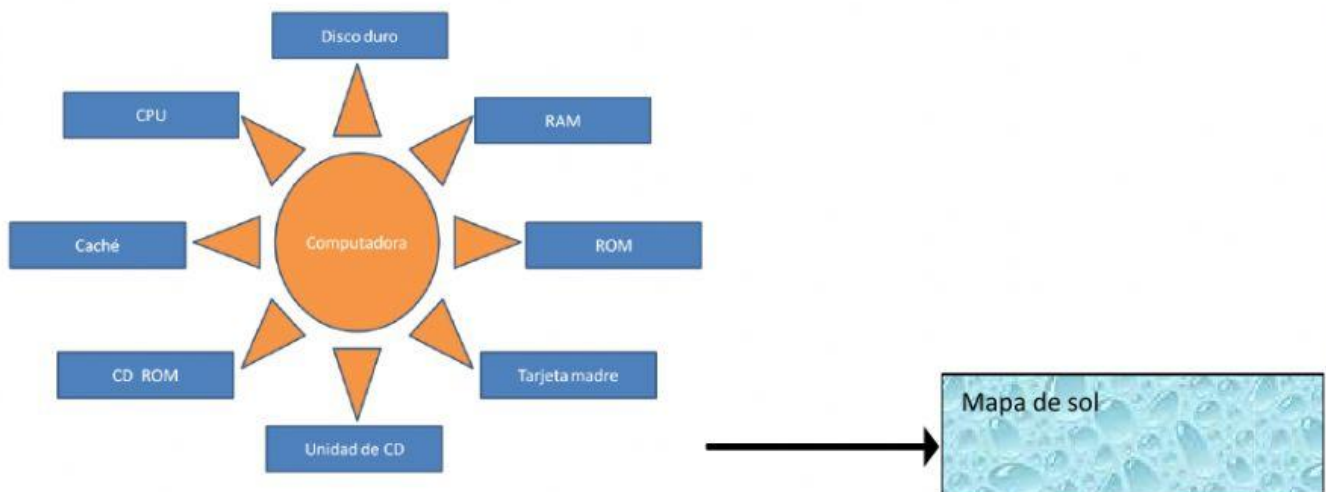 Disco duro
CPU
RAM
Caché
Computadora
ROM
CD ROM
Tarjeta madre
Unidad de CD
Mapa de sol